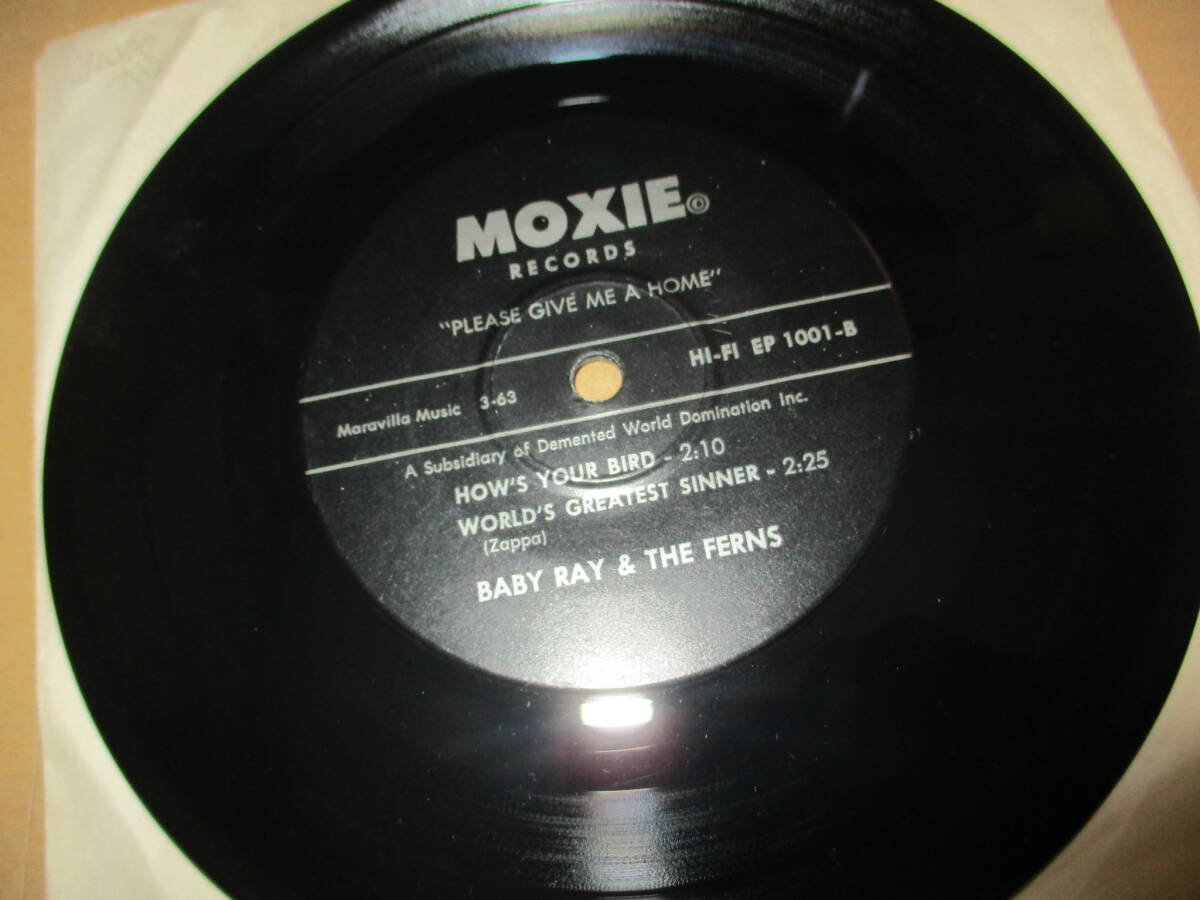 MOXIE©
RECORDS
"PLEASE GIVE ME A HOME"
Maravilla Music 3-63 HI-FI EP 1001-B
A Subsidiary of Demented World Domination Inc.
HOW'S YOUR BIRD - 2:10
WORLD'S GREATEST SINNER - 2:25
(Zappa)
BABY RAY & THE FERNS